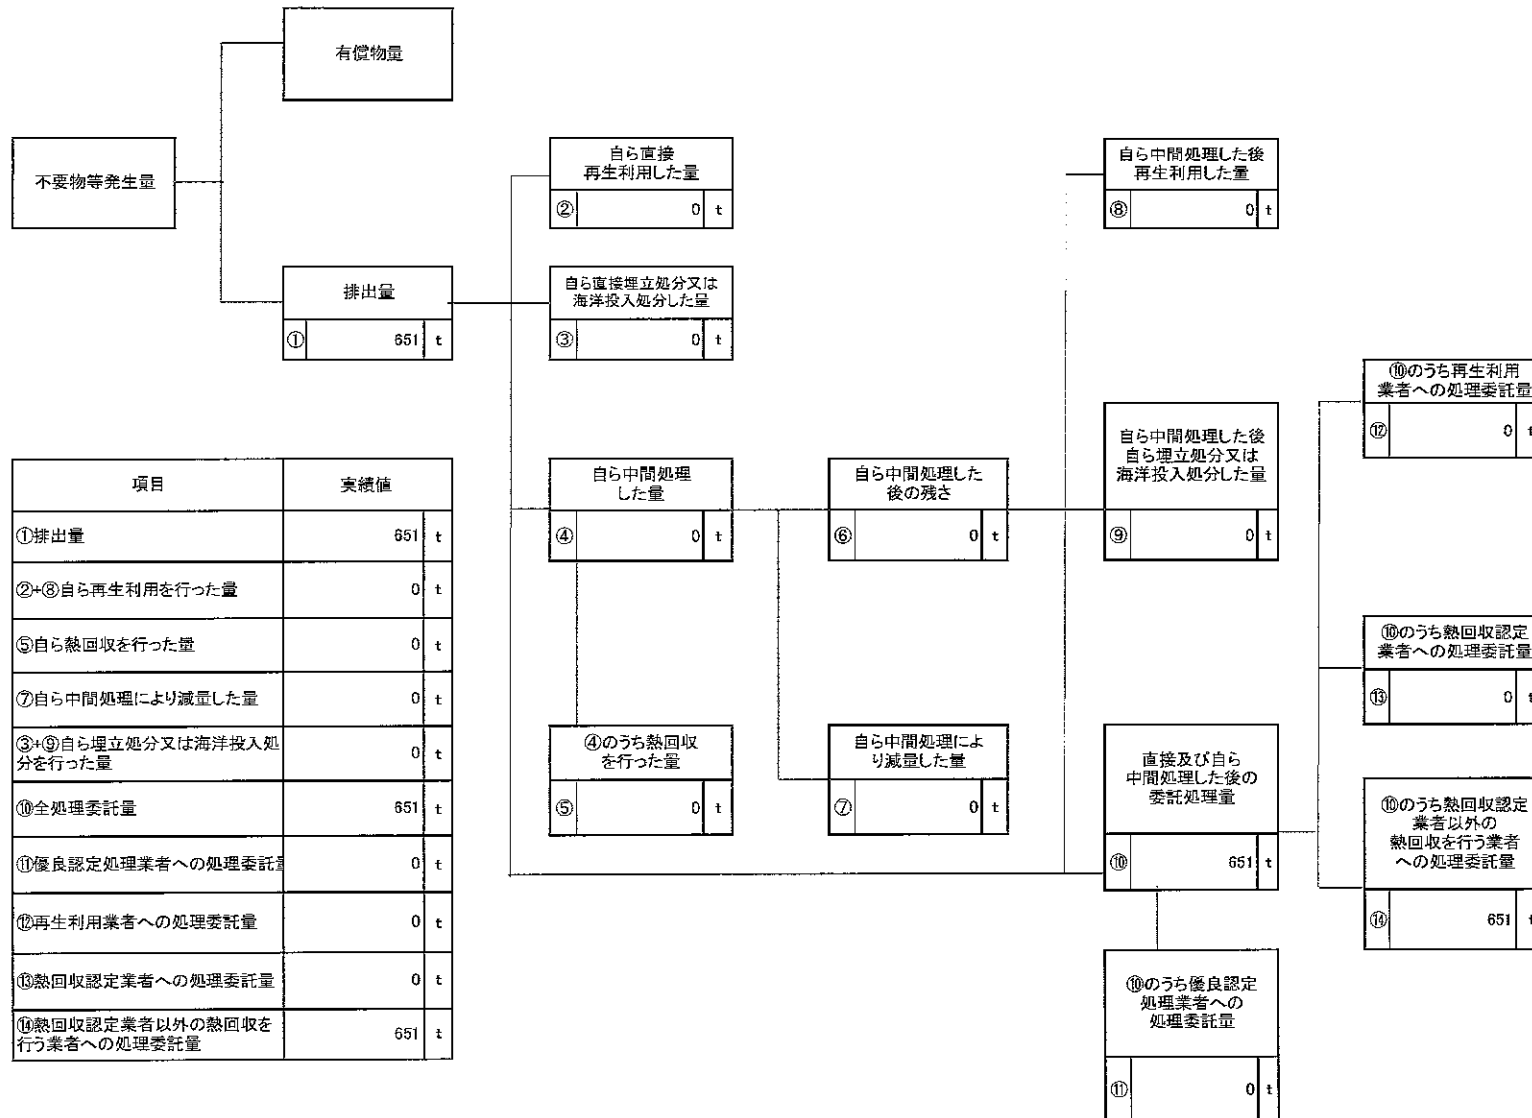 有償物量
不要物等発生量
排出量
① 651 t
自ら直接
再生利用した量
② 0 t
自ら直接埋立処分又は
海洋投入処分した量
③ 0 t
自ら中間処理
した量
④ 0 t
④のうち熱回収
を行った量
⑤ 0 t
自ら中間処理した
後の残さ
⑥ 0 t
自ら中間処理によ
り減量した量
⑦ 0 t
自ら中間処理した後
再生利用した量
⑧ 0 t
自ら中間処理した後
自ら埋立処分又は
海洋投入処分した量
⑨ 0 t
直接及び自ら
中間処理した後の
委託処理量
⑩ 651 t
⑩のうち優良認定
処理業者への
処理委託量
⑪ 0 t
⑩のうち再生利用
業者への処理委託量
⑫ 0 t
⑩のうち熱回収認定
業者への処理委託量
⑬ 0 t
⑩のうち熱回収認定
業者以外の
熱回収を行う業者
への処理委託量
⑭ 651 t
項目 実績値
①排出量 651 t
②+⑧自ら再生利用を行った量 0 t
⑤自ら熱回収を行った量 0 t
⑦自ら中間処理により減量した量 0 t
③+⑨自ら埋立処分又は海洋投入処
分を行った量 0 t
⑩全処理委託量 651 t
⑪優良認定処理業者への処理委託量 0 t
⑫再生利用業者への処理委託量 0 t
⑬熱回収認定業者への処理委託量 0 t
⑭熱回収認定業者以外の熱回収を
行う業者への処理委託量 651 t